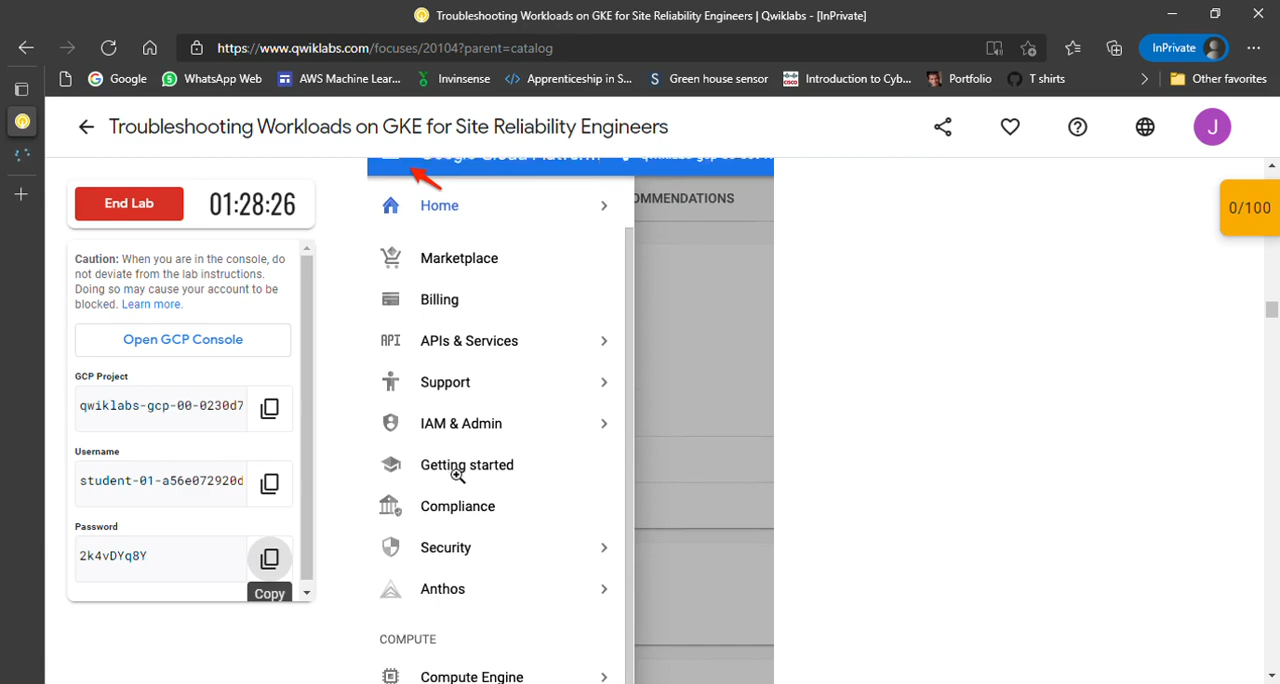 Troubleshooting Workloads on GKE for Site Reliability Engineers | Qwiklabs - [InPrivate]
https://www.qwiklabs.com/focuses/20104?parent=catalog
InPrivate
Google
WhatsApp Web
AWS Machine Lear...
Invinsense
Apprenticeship in S...
Green house sensor
Introduction to Cyb...
Portfolio
T shirts
Other favorites
Troubleshooting Workloads on GKE for Site Reliability Engineers
J
End Lab
01:28:26
0/100
Caution: When you are in the console, do
not deviate from the lab instructions.
Doing so may cause your account to be
blocked. Learn more.
Open GCP Console
GCP Project
qwiklabs-gcp-00-0230d7
Username
student-01-a56e072920d
Password
2k4vDYq8Y
Copy
Google Cloud Platform
OMMENDATIONS
Home
Marketplace
Billing
API APIs & Services
Support
IAM & Admin
Getting started
Compliance
Security
Anthos
COMPUTE
Compute Engine